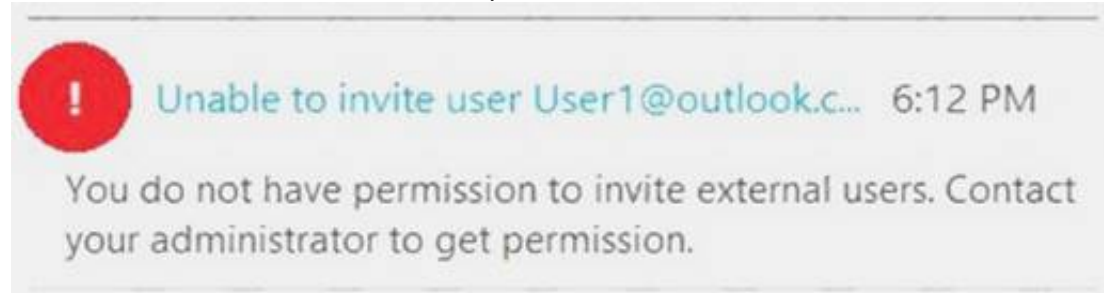 !
Unable to invite user User1@outlook.c... 6:12 PM
You do not have permission to invite external users. Contact
your administrator to get permission.